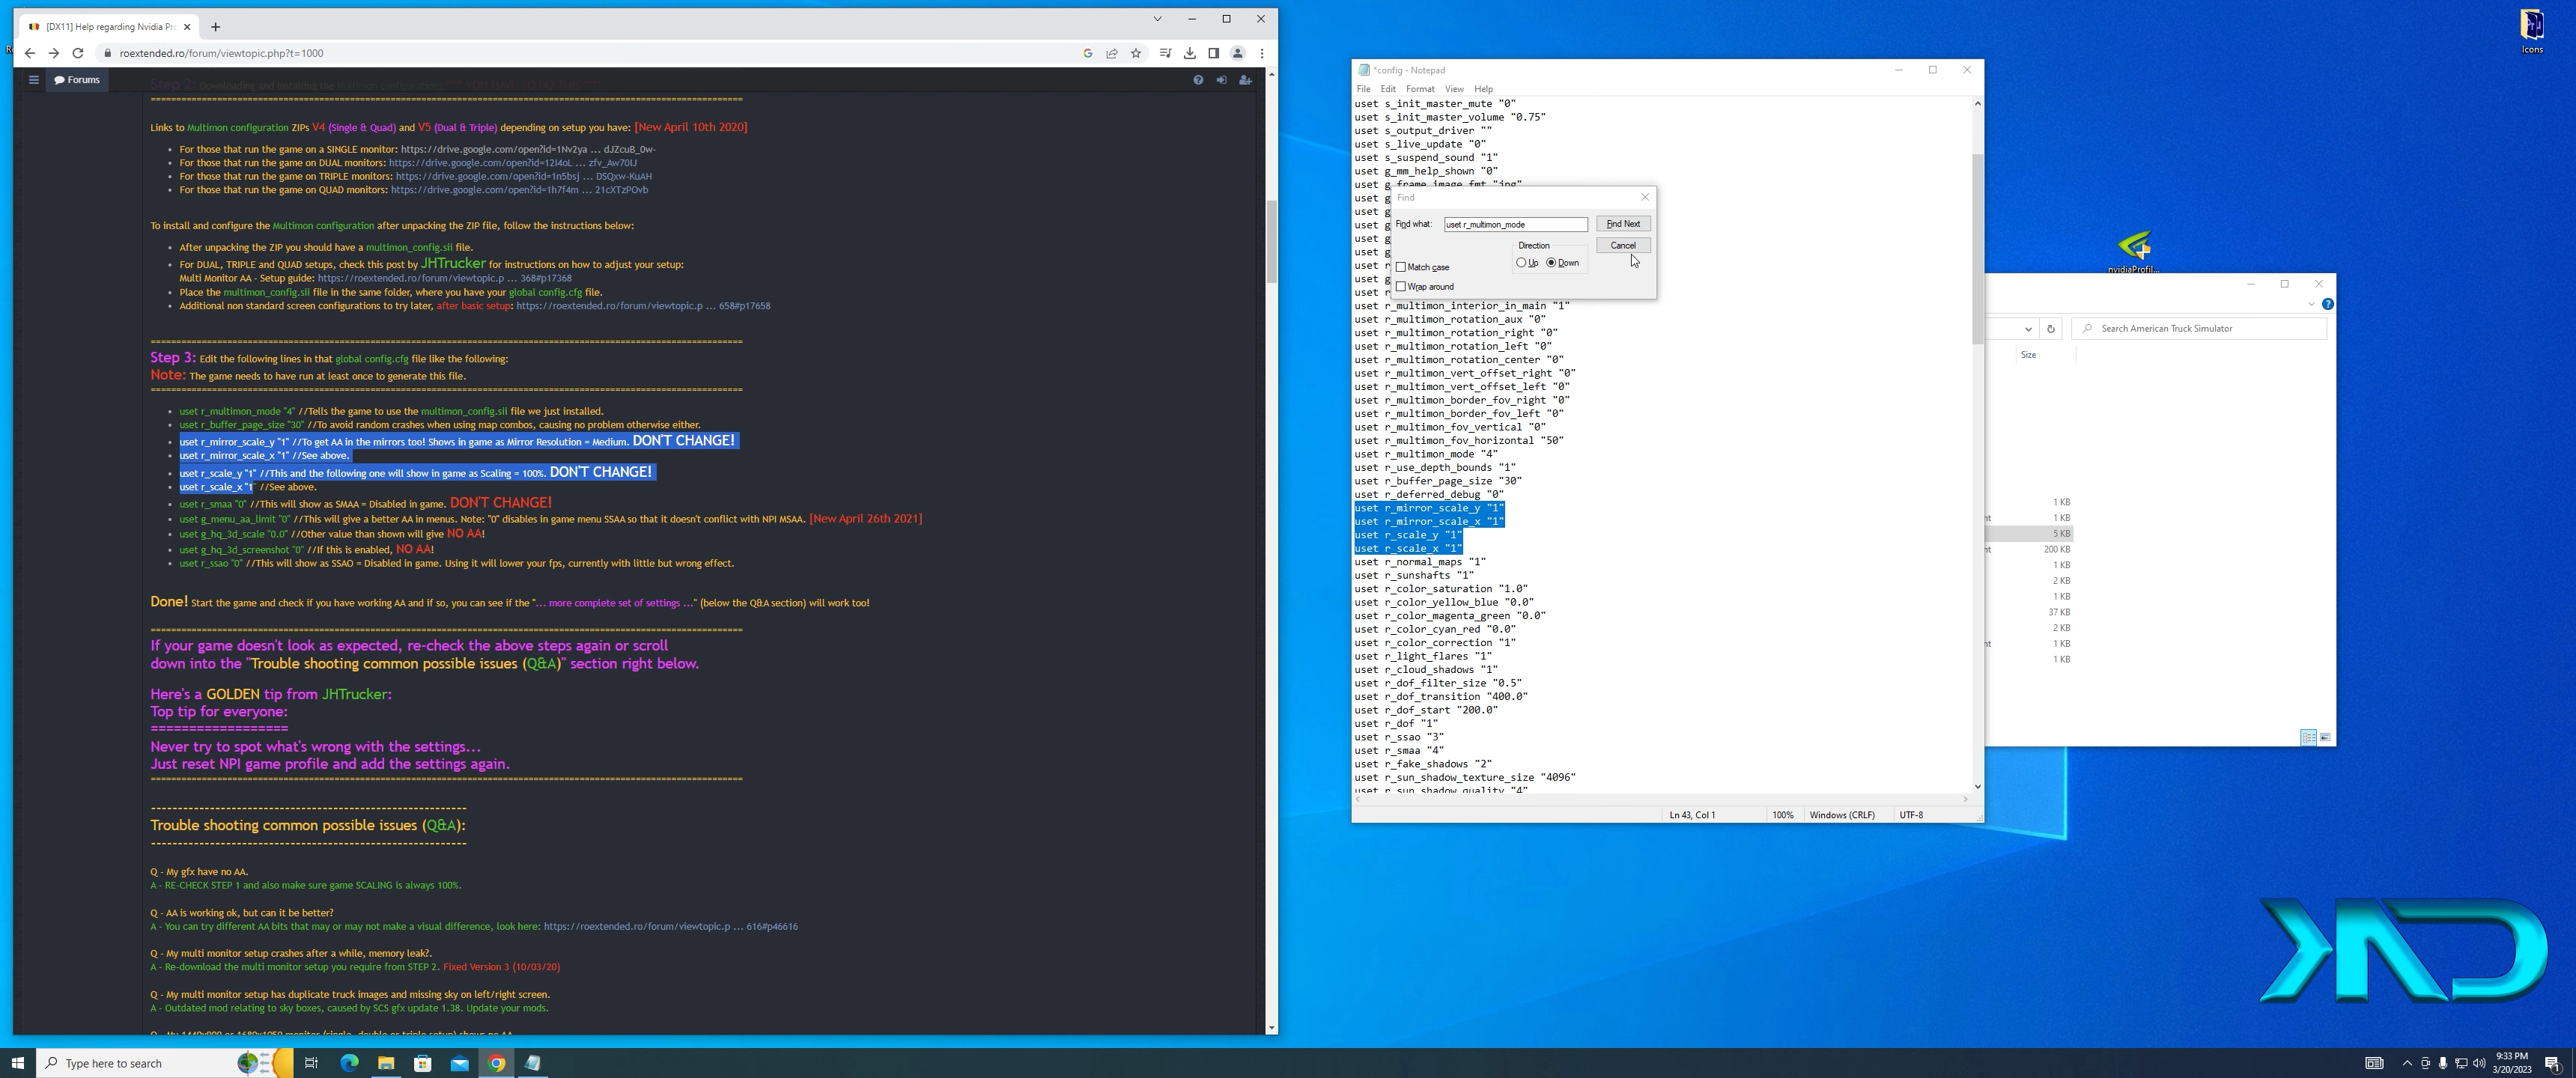 [DX11] Help regarding Nvidia Pro
roextended.ro/forum/viewtopic.php?t=1000
Forums
Step 2: Downloading and installing the Multimon configurations:
Links to Multimon configuration ZIPs V4 (Single & Quad) and V5 (Dual & Triple) depending on setup you have: [New April 10th 2020]
For those that run the game on a SINGLE monitor: https://drive.google.com/open?id=1Nv2ya ... dJZcuB_0w-
For those that run the game on DUAL monitors: https://drive.google.com/open?id=12I4oL ... zfv_Aw70IJ
For those that run the game on TRIPLE monitors: https://drive.google.com/open?id=1n5bsj ... DSQxw-KuAH
For those that run the game on QUAD monitors: https://drive.google.com/open?id=1h7f4m ... 21cXTzPOvb
To install and configure the Multimon configuration after unpacking the ZIP file, follow the instructions below:
After unpacking the ZIP you should have a multimon_config.sii file.
For DUAL, TRIPLE and QUAD setups, check this post by JHTrucker for instructions on how to adjust your setup:
Multi Monitor AA - Setup guide: https://roextended.ro/forum/viewtopic.p ... 368#p17368
Place the multimon_config.sii file in the same folder, where you have your global config.cfg file.
Additional non standard screen configurations to try later, after basic setup: https://roextended.ro/forum/viewtopic.p ... 658#p17658
Step 3: Edit the following lines in that global config.cfg file like the following:
Note: The game needs to have run at least once to generate this file.
uset r_multimon_mode "4" //Tells the game to use the multimon_config.sii file we just installed.
uset r_buffer_page_size "30" //To avoid random crashes when using map combos, causing no problem otherwise either.
uset r_mirror_scale_y "1" //To get AA in the mirrors too! Shows in game as Mirror Resolution = Medium. DON'T CHANGE!
uset r_mirror_scale_x "1" //See above.
uset r_scale_y "1" //This and the following one will show in game as Scaling = 100%. DON'T CHANGE!
uset r_scale_x "1" //See above.
uset r_smaa "0" //This will show as SMAA = Disabled in game. DON'T CHANGE!
uset g_menu_aa_limit "0" //This will give a better AA in menus. Note: "0" disables in game menu SSAA so that it doesn't conflict with NPI MSAA. [New April 26th 2021]
uset g_hq_3d_scale "0.0" //Other value than shown will give NO AA!
uset g_hq_3d_screenshot "0" //If this is enabled, NO AA!
uset r_ssao "0" //This will show as SSAO = Disabled in game. Using it will lower your fps, currently with little but wrong effect.
Done! Start the game and check if you have working AA and if so, you can see if the "... more complete set of settings ..." (below the Q&A section) will work too!
If your game doesn't look as expected, re-check the above steps again or scroll
down into the "Trouble shooting common possible issues (Q&A)" section right below.
Here's a GOLDEN tip from JHTrucker:
Top tip for everyone:
==================
Never try to spot what's wrong with the settings...
Just reset NPI game profile and add the settings again.
Trouble shooting common possible issues (Q&A):
Q - My gfx have no AA.
A - RE-CHECK STEP 1 and also make sure game SCALING is always 100%.
Q - AA is working ok, but can it be better?
A - You can try different AA bits that may or may not make a visual difference, look here: https://roextended.ro/forum/viewtopic.p ... 616#p46616
Q - My multi monitor setup crashes after a while, memory leak?.
A - Re-download the multi monitor setup you require from STEP 2. Fixed Version 3 (10/03/20)
Q - My multi monitor setup has duplicate truck images and missing sky on left/right screen.
A - Outdated mod relating to sky boxes, caused by SCS gfx update 1.38. Update your mods.
Q - My 1440x900 or 1680x1050 monitor (single, double or triple setup) shows no AA.
*config - Notepad
File Edit Format View Help
uset s_init_master_mute "0"
uset s_init_master_volume "0.75"
uset s_output_driver ""
uset s_live_update "0"
uset s_suspend_sound "1"
uset g_mm_help_shown "0"
uset g_frame_image_fmt "jpg"
Find
Find what: uset r_multimon_mode Find Next
Direction Cancel
Up Down
Match case
Wrap around
uset r_multimon_interior_in_main "1"
uset r_multimon_rotation_aux "0"
uset r_multimon_rotation_right "0"
uset r_multimon_rotation_left "0"
uset r_multimon_rotation_center "0"
uset r_multimon_vert_offset_right "0"
uset r_multimon_vert_offset_left "0"
uset r_multimon_border_fov_right "0"
uset r_multimon_border_fov_left "0"
uset r_multimon_fov_vertical "0"
uset r_multimon_fov_horizontal "50"
uset r_multimon_mode "4"
uset r_use_depth_bounds "1"
uset r_buffer_page_size "30"
uset r_deferred_debug "0"
uset r_mirror_scale_y "1"
uset r_mirror_scale_x "1"
uset r_scale_y "1"
uset r_scale_x "1"
uset r_normal_maps "1"
uset r_sunshafts "1"
uset r_color_saturation "1.0"
uset r_color_yellow_blue "0.0"
uset r_color_magenta_green "0.0"
uset r_color_cyan_red "0.0"
uset r_color_correction "1"
uset r_light_flares "1"
uset r_cloud_shadows "1"
uset r_dof_filter_size "0.5"
uset r_dof_transition "400.0"
uset r_dof_start "200.0"
uset r_dof "1"
uset r_ssao "3"
uset r_smaa "4"
uset r_fake_shadows "2"
uset r_sun_shadow_texture_size "4096"
uset r_sun_shadow_quality "4"
Ln 43, Col 1 100% Windows (CRLF) UTF-8
Icons
nvidiaProfil...
Search American Truck Simulator
Size
1 KB
nt 1 KB
5 KB
nt 200 KB
1 KB
2 KB
1 KB
37 KB
2 KB
nt 1 KB
1 KB
KAD
Type here to search
9:33 PM
3/20/2023